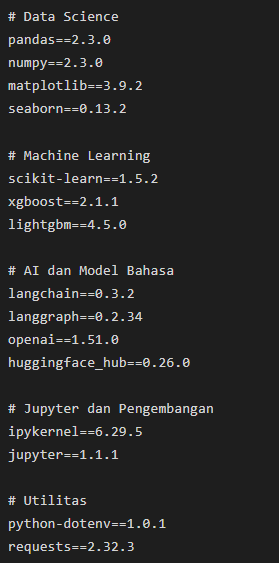 # Data Science
pandas==2.3.0
numpy==2.3.0
matplotlib==3.9.2
seaborn==0.13.2
# Machine Learning
scikit-learn==1.5.2
xgboost==2.1.1
lightgbm==4.5.0
# AI dan Model Bahasa
langchain==0.3.2
langgraph==0.2.34
openai==1.51.0
huggingface_hub==0.26.0
# Jupyter dan Pengembangan
ipykernel==6.29.5
jupyter==1.1.1
# Utilitas
python-dotenv==1.0.1
requests==2.32.3